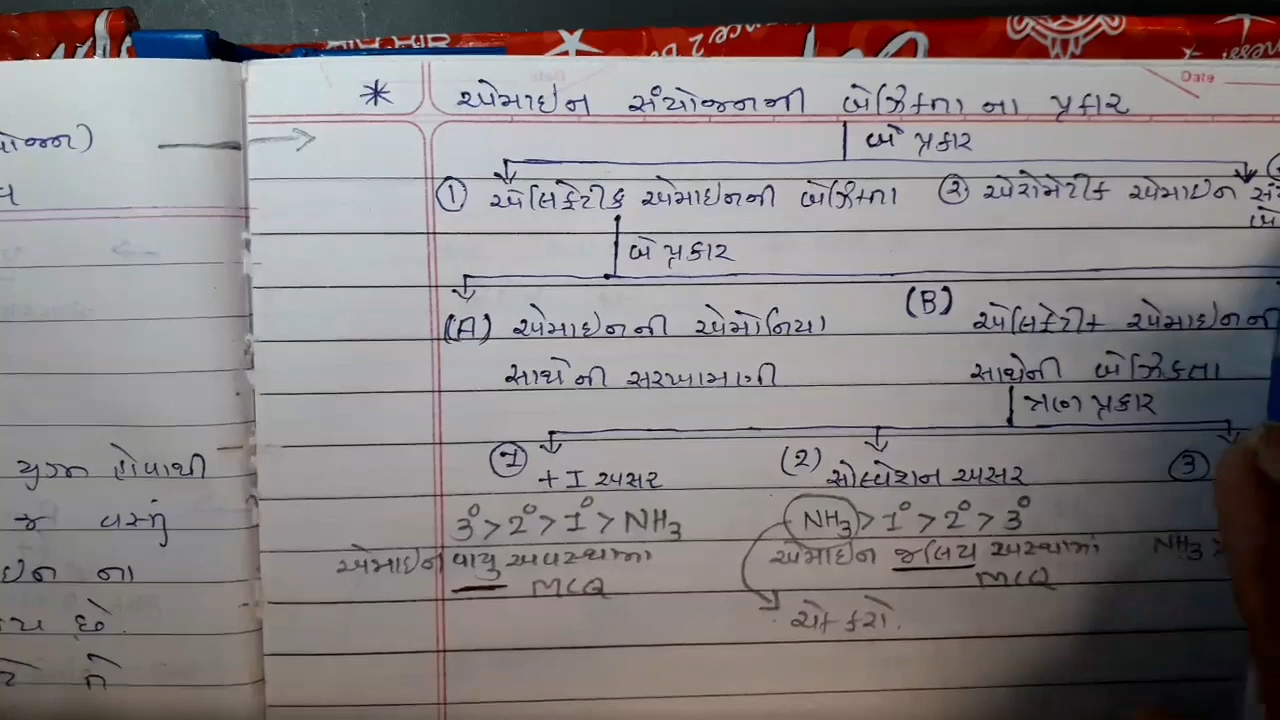 * એમાઇન સંયોજનની બેઝિકતા ના પ્રકાર
બે પ્રકાર
① એલિફેટીક એમાઇનની બેઝિકતા
② એરોમેટીક એમાઇન
બે પ્રકાર
(A) એમાઇનની એમોનિયા
સાથેની સરખામણી
(B) એલિફેટીક એમાઇનની
સાથેની બેઝિકતા
ત્રણ પ્રકાર
① +I અસર
3° > 2° > 1° > NH3
એમાઇન વાયુ અવસ્થામાં
MCQ
(2) સોલ્વેશન અસર
NH3 > 1° > 2° > 3°
એમાઇન જલિય અવસ્થામાં
MCQ
ચેક કરો.
③
NH3 >
હોવાથી
છે.
Date